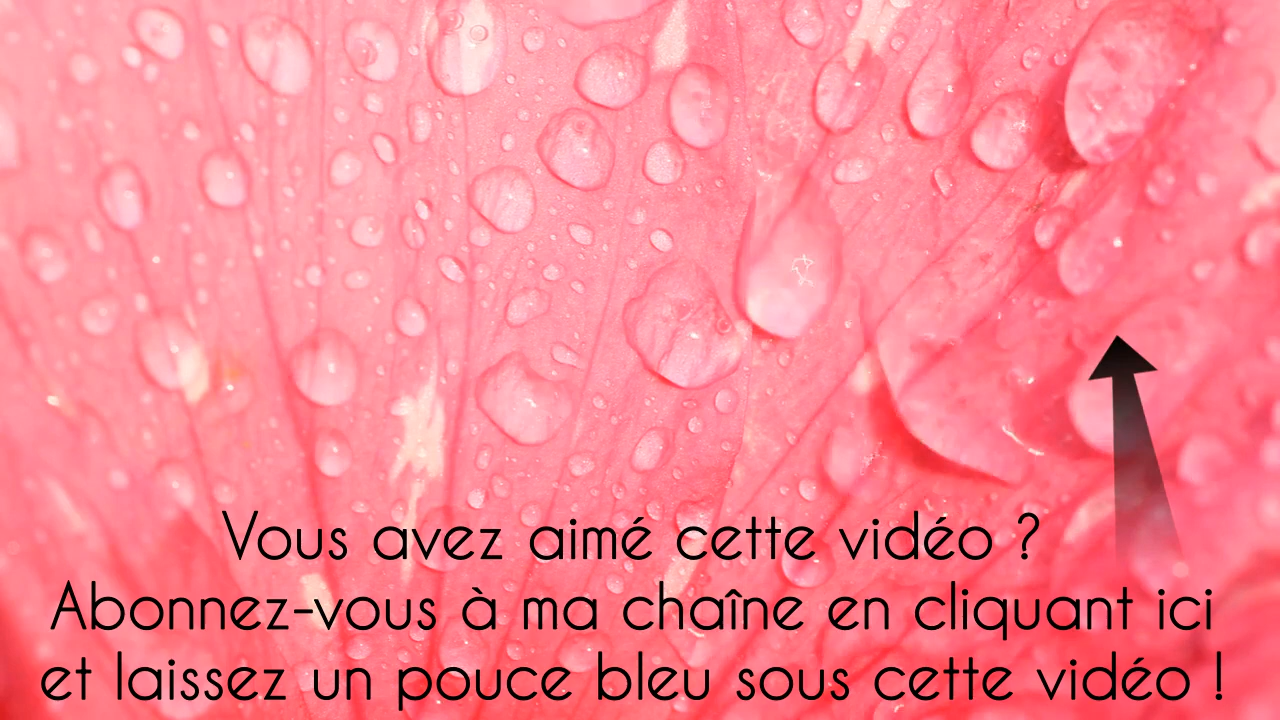 Vous avez aimé cette vidéo ?
Abonnez-vous à ma chaîne en cliquant ici
et laissez un pouce bleu sous cette vidéo !